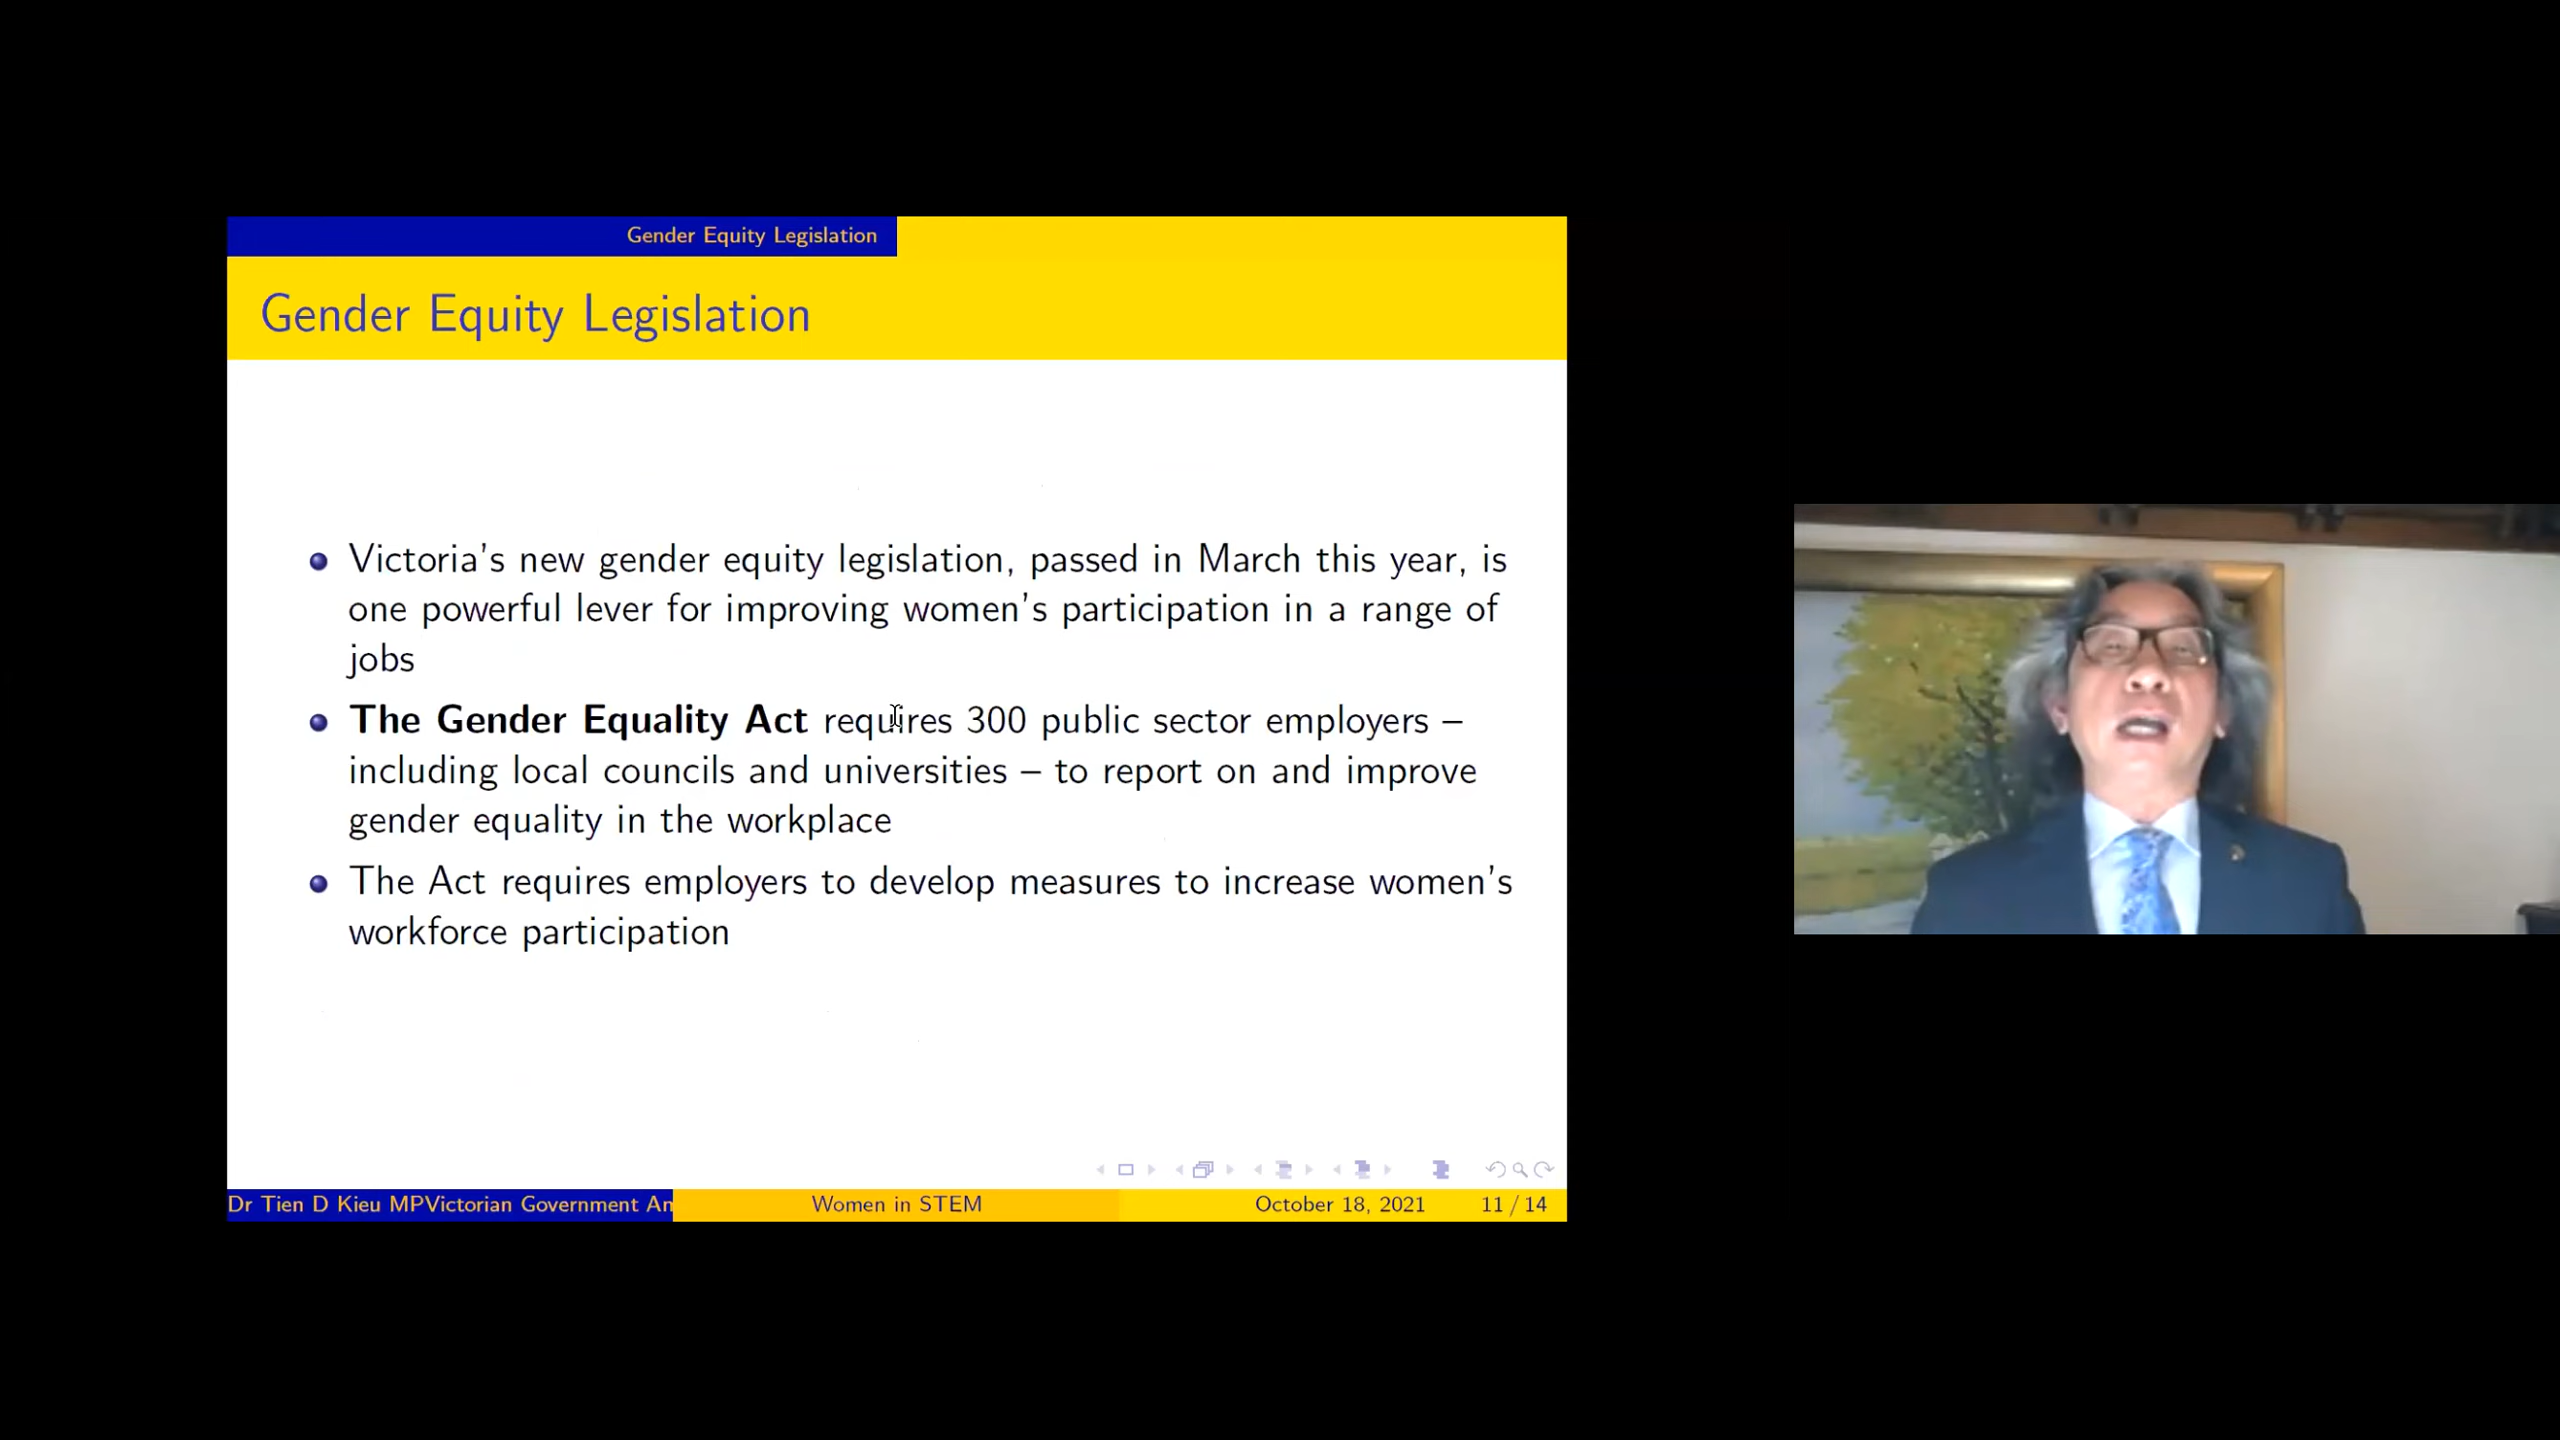 Gender Equity Legislation
Gender Equity Legislation
Victoria's new gender equity legislation, passed in March this year, is
one powerful lever for improving women's participation in a range of
jobs
The Gender Equality Act requires 300 public sector employers –
including local councils and universities – to report on and improve
gender equality in the workplace
The Act requires employers to develop measures to increase women's
workforce participation
Dr Tien D Kieu MPVictorian Government An Women in STEM October 18, 2021 11 / 14